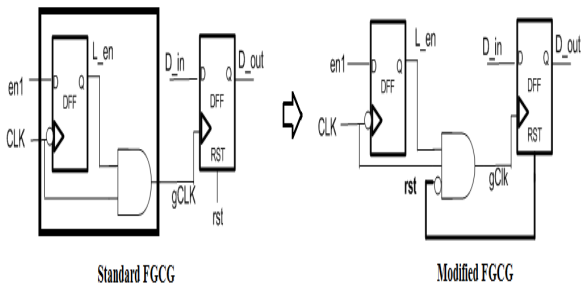 L_en
D_in
D_out
en1
D
Q
DFF
D
Q
DFF
CLK
RST
gCLK
rst
Standard FGCG
L_en
D_in
D_out
en1
D
Q
DFF
D
Q
DFF
CLK
RST
rst
gClk
Modified FGCG